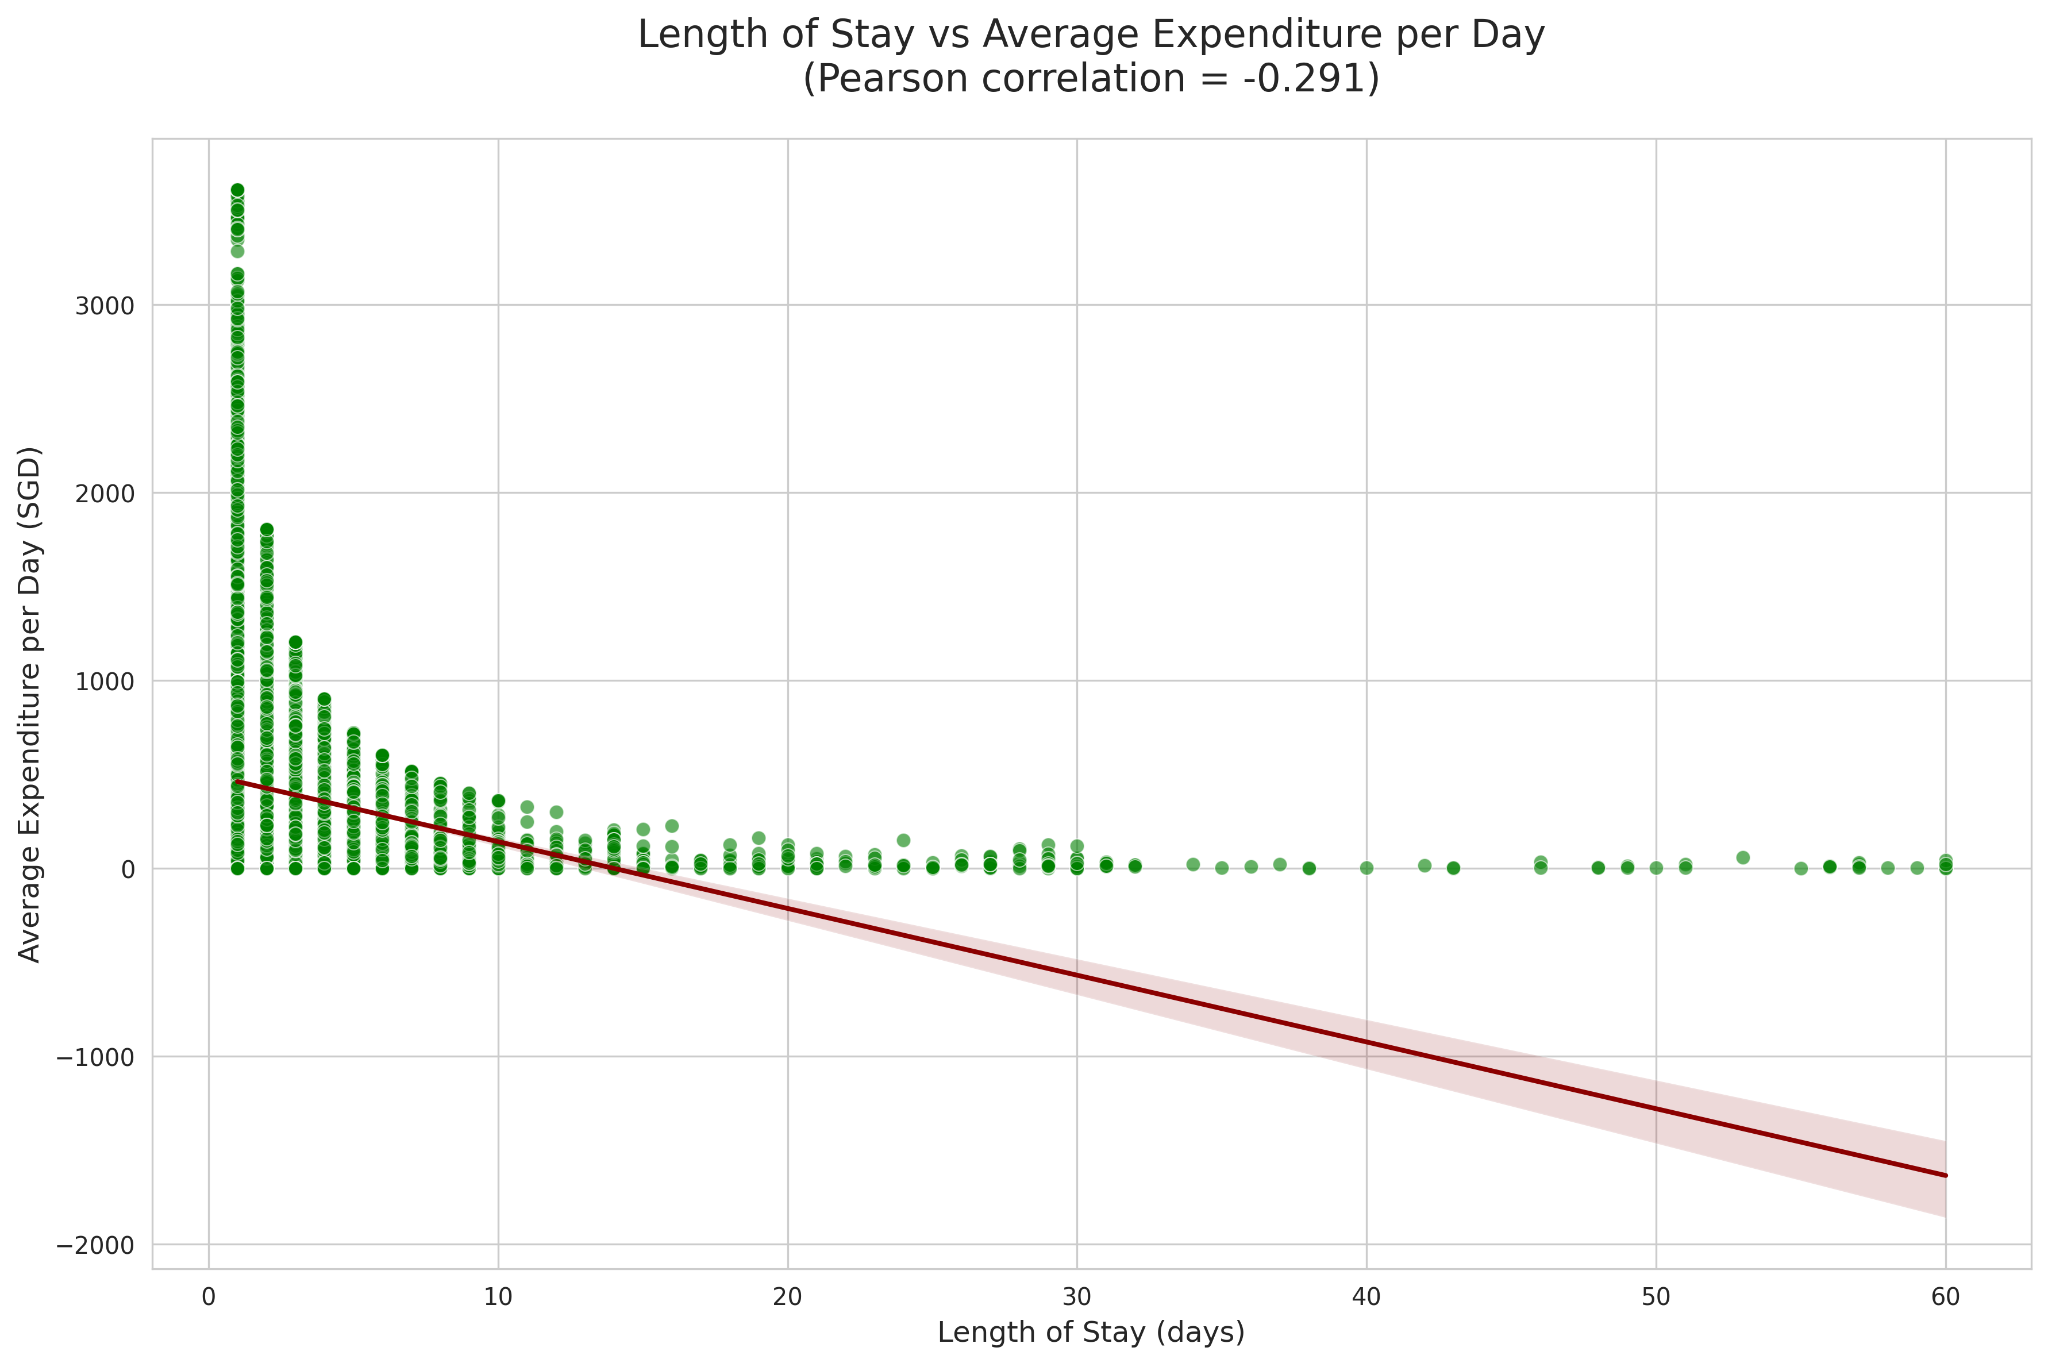 Length of Stay vs Average Expenditure per Day
(Pearson correlation = -0.291)
Average Expenditure per Day (SGD)
3000
2000
1000
0
−1000
−2000
0 10 20 30 40 50 60
Length of Stay (days)